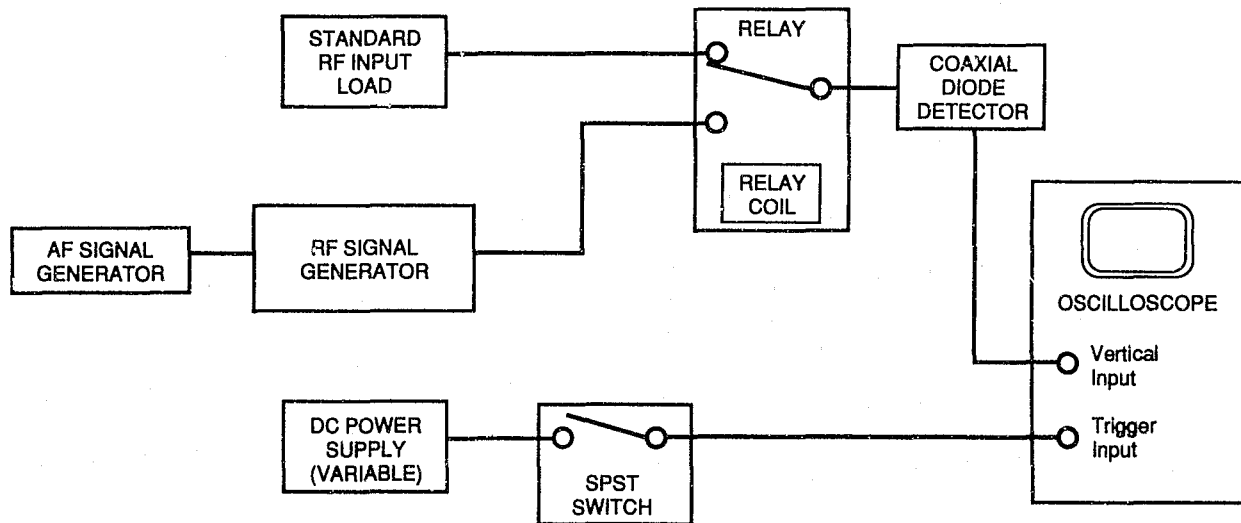 STANDARD
RF INPUT
LOAD
RELAY
COAXIAL
DIODE
DETECTOR
RELAY
COIL
AF SIGNAL
GENERATOR
RF SIGNAL
GENERATOR
OSCILLOSCOPE
Vertical
Input
DC POWER
SUPPLY
(VARIABLE)
SPST
SWITCH
Trigger
Input